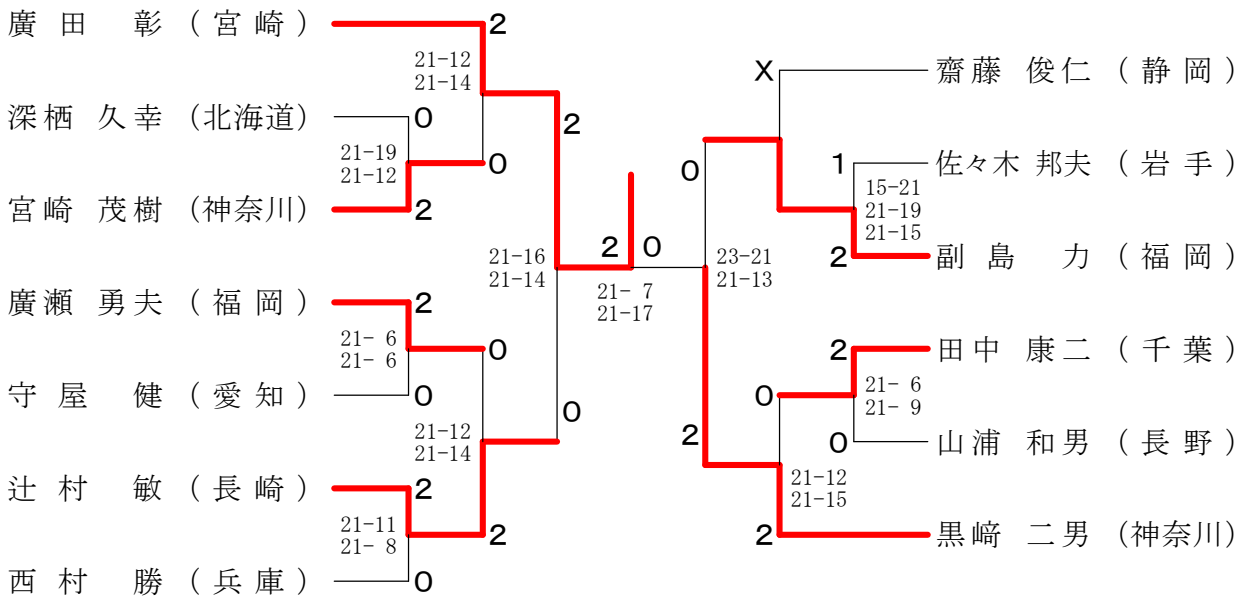 廣田 彰 (宮崎) 2
21-12
21-14
深栖 久幸 (北海道) 0
21-19
21-12
0
宮崎 茂樹 (神奈川) 2
2
21-16
21-14
廣瀬 勇夫 (福岡) 2
21- 6
21- 6
0
守屋 健 (愛知) 0
21-12
21-14
0
辻村 敏 (長崎) 2
21-11
21- 8
2
西村 勝 (兵庫) 0
2 0
21- 7
21-17
X 齋藤 俊仁 (静岡)
0
1 佐々木 邦夫 (岩手)
15-21
21-19
21-15
2 副島 力 (福岡)
23-21
21-13
2 田中 康二 (千葉)
0
21- 6
21- 9
2
0 山浦 和男 (長野)
21-12
21-15
2 黒﨑 二男 (神奈川)